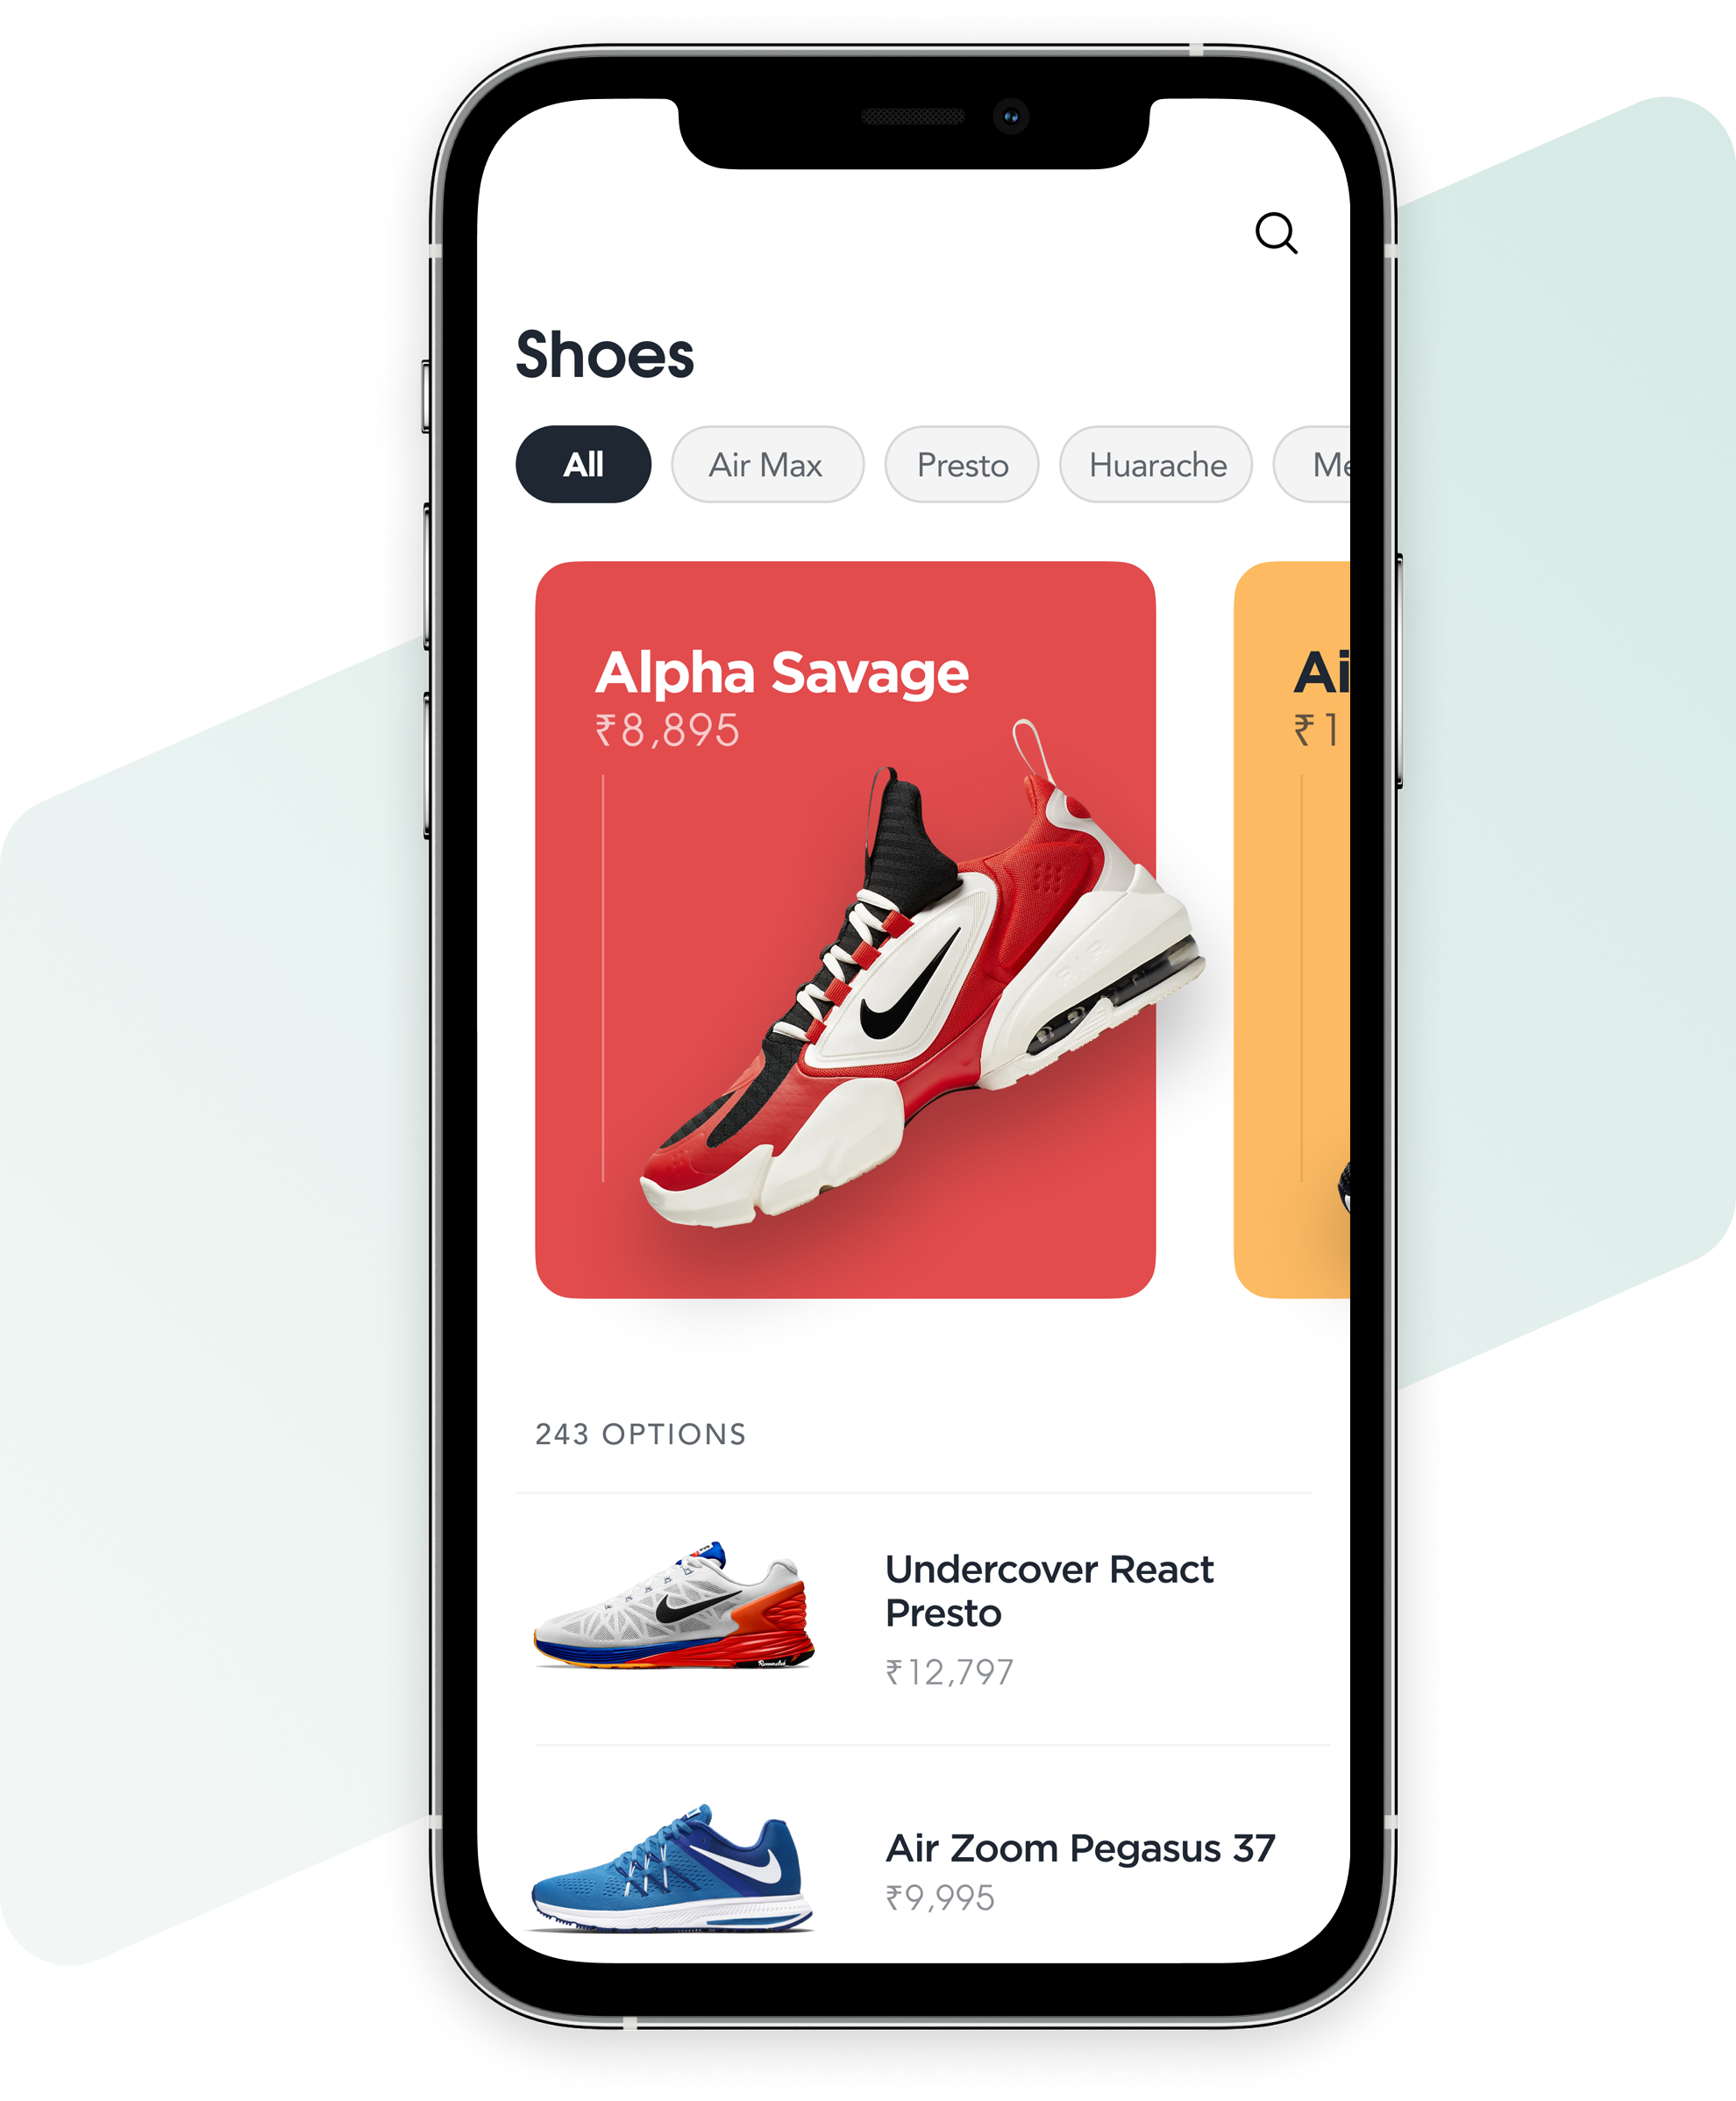 Shoes
All
Air Max
Presto
Huarache
Me
Alpha Savage
₹8,895
Ai
₹1
243 OPTIONS
Undercover React
Presto
₹12,797
Air Zoom Pegasus 37
₹9,995